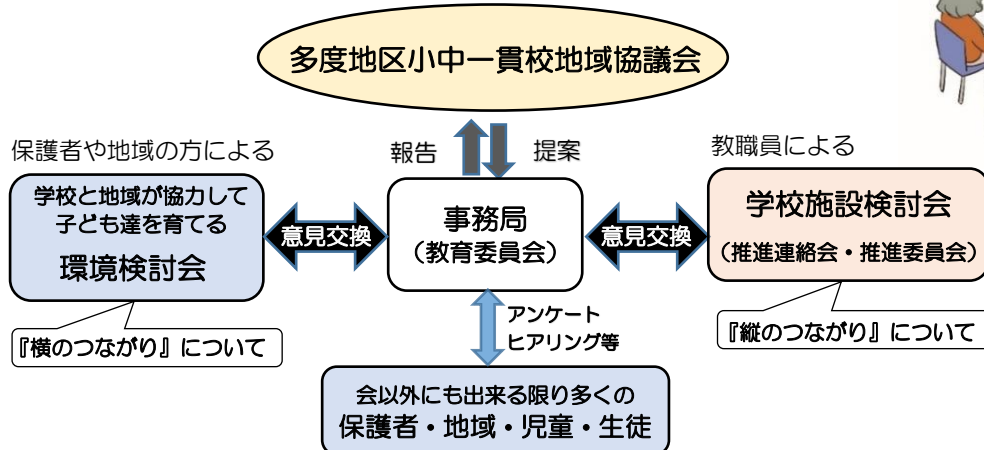 多度地区小中一貫校地域協議会
報告
提案
保護者や地域の方による
学校と地域が協力して
子ども達を育てる
環境検討会
『横のつながり』について
意見交換
事務局
（教育委員会）
意見交換
教職員による
学校施設検討会
（推進連絡会・推進委員会）
『縦のつながり』について
アンケート
ヒアリング等
会以外にも出来る限り多くの
保護者・地域・児童・生徒